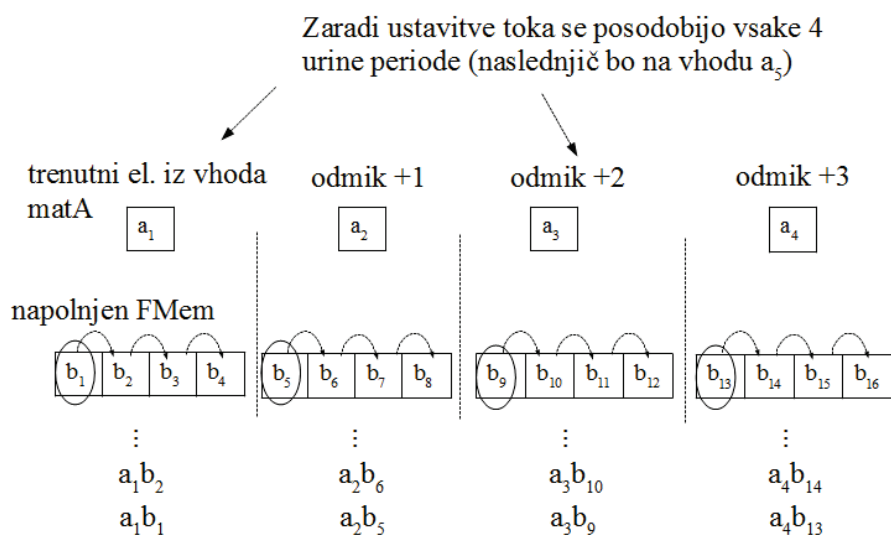 Zaradi ustavitve toka se posodobijo vsake 4
urine periode (naslednjič bo na vhodu a₅)
trenutni el. iz vhoda
matA
odmik +1
odmik +2
odmik +3
a₁
a₂
a₃
a₄
napolnjen FMem
b₁ b₂ b₃ b₄
b₅ b₆ b₇ b₈
b₉ b₁₀ b₁₁ b₁₂
b₁₃ b₁₄ b₁₅ b₁₆
⋮ ⋮ ⋮ ⋮
a₁b₂ a₂b₆ a₃b₁₀ a₄b₁₄
a₁b₁ a₂b₅ a₃b₉ a₄b₁₃